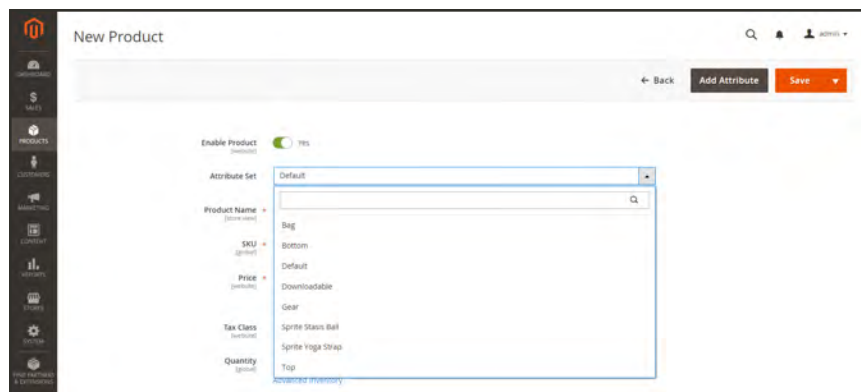 New Product
admin
← Back
Add Attribute
Save
DASHBOARD
$
SALES
PRODUCTS
CUSTOMERS
MARKETING
CONTENT
REPORTS
STORES
SYSTEM
FIND PARTNERS
& EXTENSIONS
Enable Product
[website]
Yes
Attribute Set
Default
Product Name *
[store view]
Bag
SKU *
[global]
Bottom
Default
Price *
[website]
Downloadable
Gear
Tax Class
[website]
Sprite Stasis Ball
Sprite Yoga Strap
Quantity
[global]
Top
Advanced Inventory